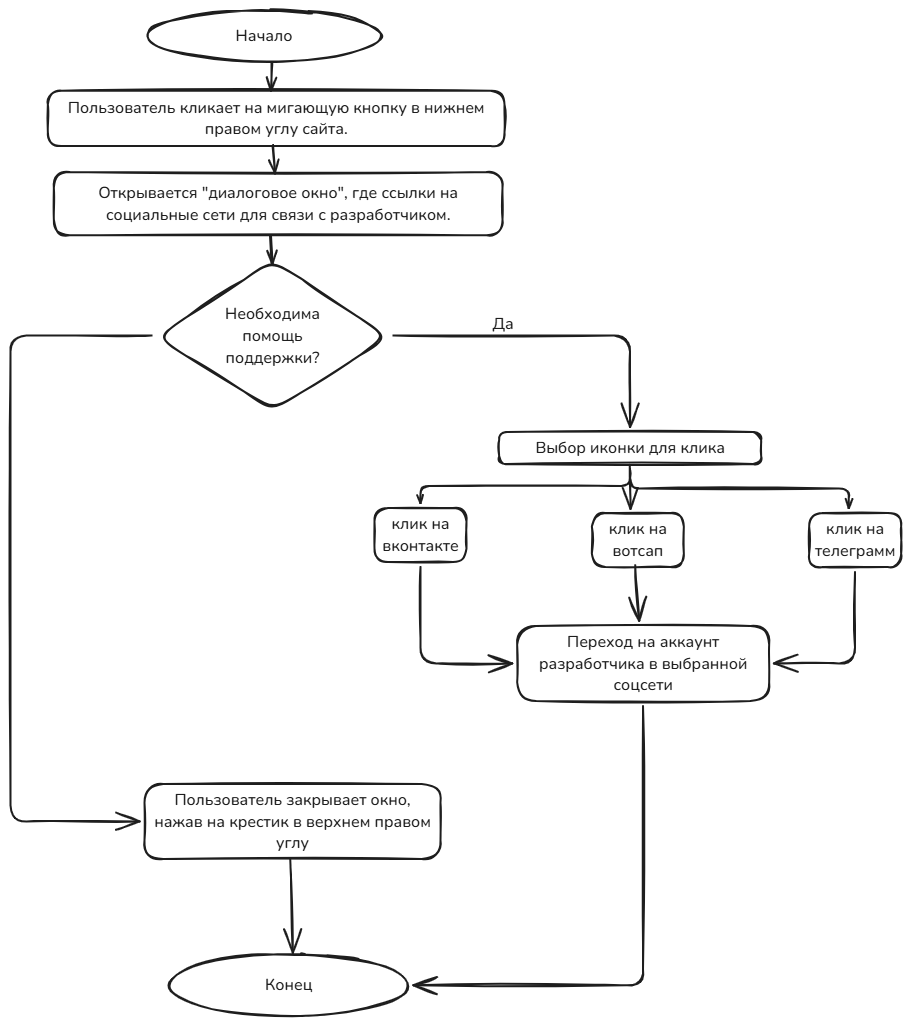 Начало
Пользователь кликает на мигающую кнопку в нижнем
правом углу сайта.
Открывается "диалоговое окно", где ссылки на
социальные сети для связи с разработчиком.
Необходима
помощь
поддержки?
Да
Выбор иконки для клика
клик на
вконтакте
клик на
вотсап
клик на
телеграмм
Переход на аккаунт
разработчика в выбранной
соцсети
Пользователь закрывает окно,
нажав на крестик в верхнем правом
углу
Конец